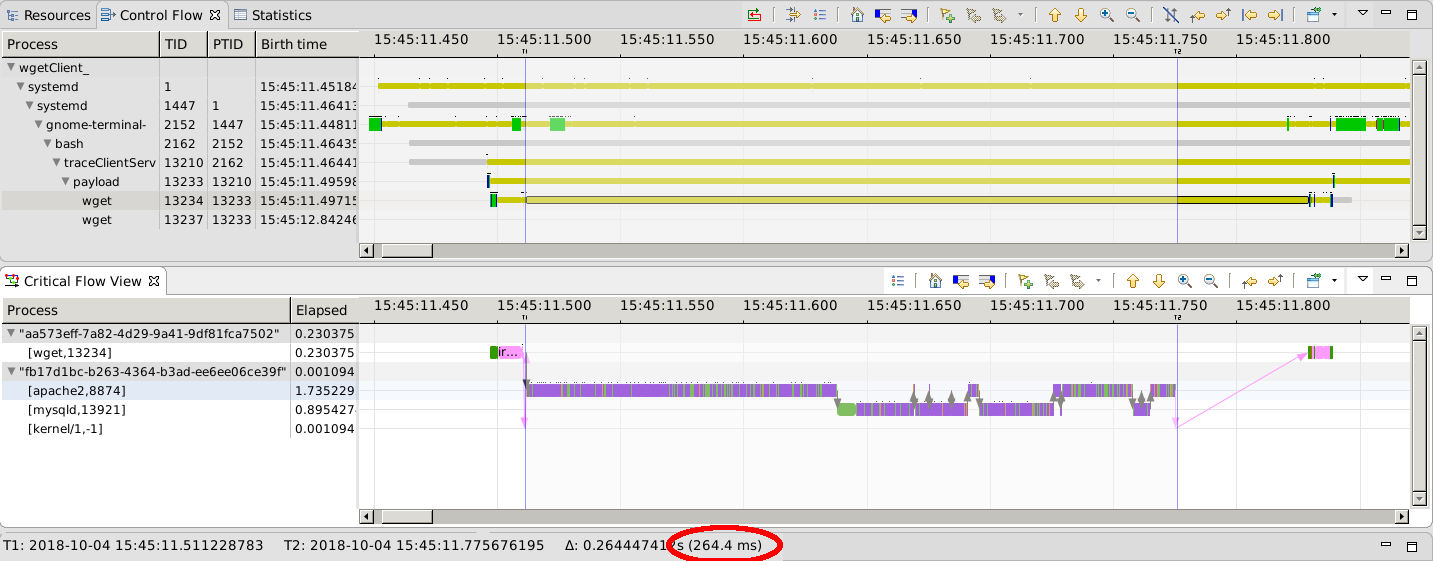 Resources Control Flow Statistics
Process TID PTID Birth time 15:45:11.450 15:45:11.500 15:45:11.550 15:45:11.600 15:45:11.650 15:45:11.700 15:45:11.750 15:45:11.800
T1 T2
wgetClient_
systemd 1 15:45:11.45184
systemd 1447 1 15:45:11.46413
gnome-terminal- 2152 1447 15:45:11.44811
bash 2162 2152 15:45:11.46435
traceClientServ 13210 2162 15:45:11.46441
payload 13233 13210 15:45:11.49598
wget 13234 13233 15:45:11.49715
wget 13237 13233 15:45:12.84246
Critical Flow View
Process Elapsed 15:45:11.450 15:45:11.500 15:45:11.550 15:45:11.600 15:45:11.650 15:45:11.700 15:45:11.750 15:45:11.800
T1 T2
"aa573eff-7a82-4d29-9a41-9df81fca7502" 0.230375
[wget,13234] 0.230375 ir...
"fb17d1bc-b263-4364-b3ad-ee6ee06ce39f" 0.001094
[apache2,8874] 1.735229
[mysqld,13921] 0.895427
[kernel/1,-1] 0.001094
T1: 2018-10-04 15:45:11.511228783 T2: 2018-10-04 15:45:11.775676195 Δ: 0.264447412s (264.4 ms)